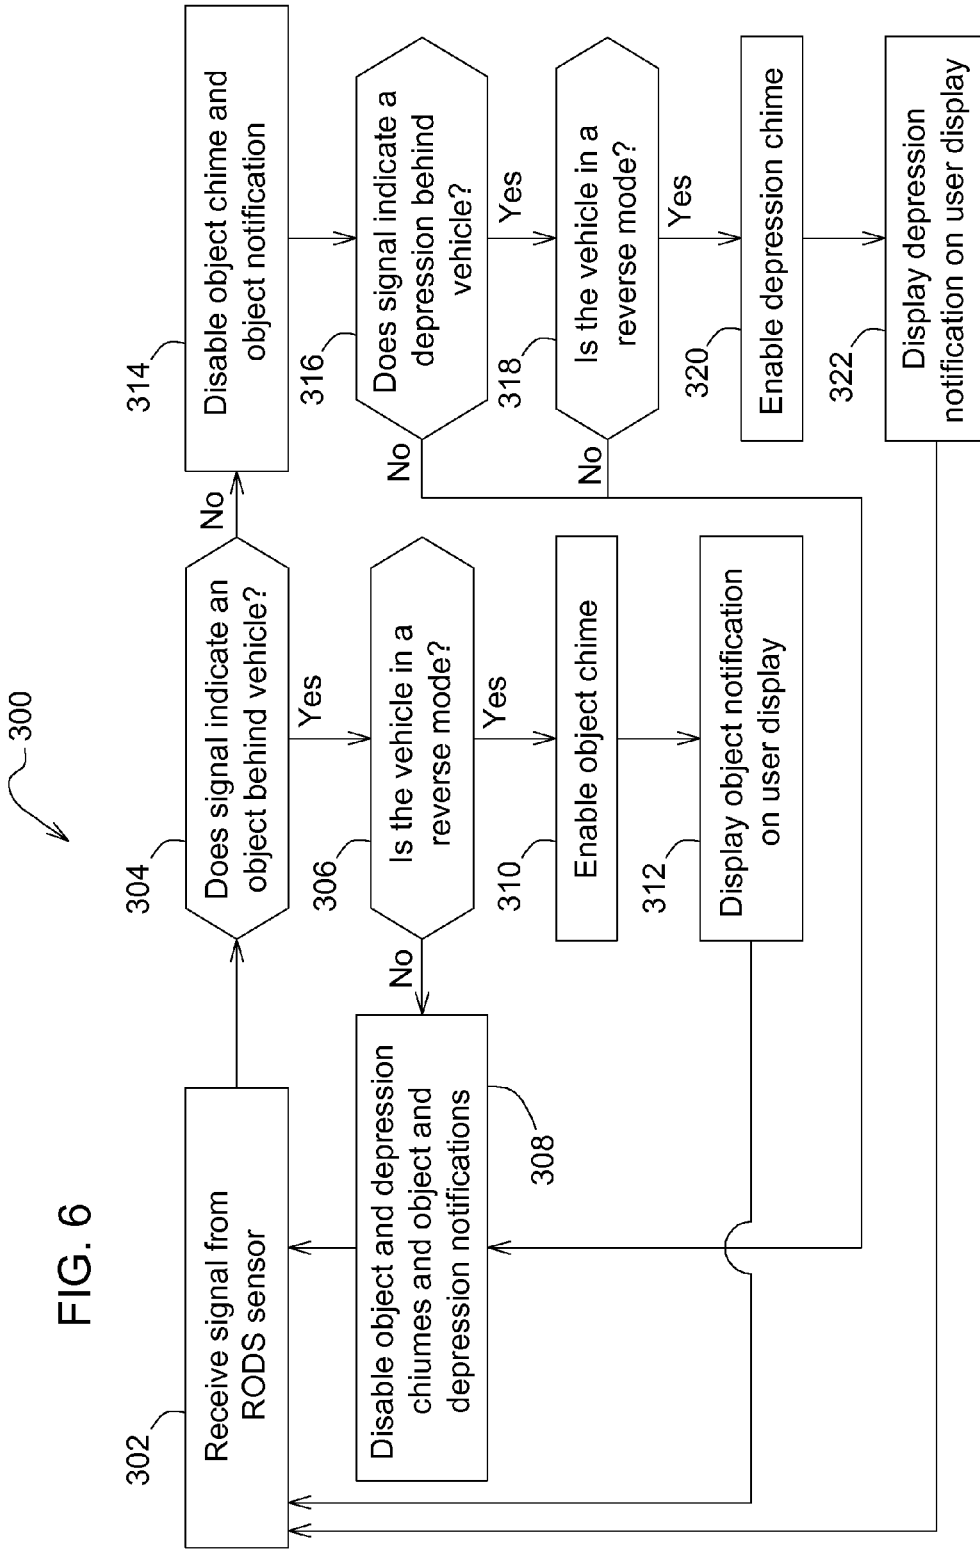 FIG. 6
300
302
Receive signal from
RODS sensor
304
Does signal indicate an
object behind vehicle?
No
Yes
306
Is the vehicle in a
reverse mode?
No
Yes
308
Disable object and depression
chiumes and object and
depression notifications
310
Enable object chime
312
Display object notification
on user display
314
Disable object chime and
object notification
316
Does signal indicate a
depression behind
vehicle?
No
Yes
318
Is the vehicle in a
reverse mode?
No
Yes
320
Enable depression chime
322
Display depression
notification on user display